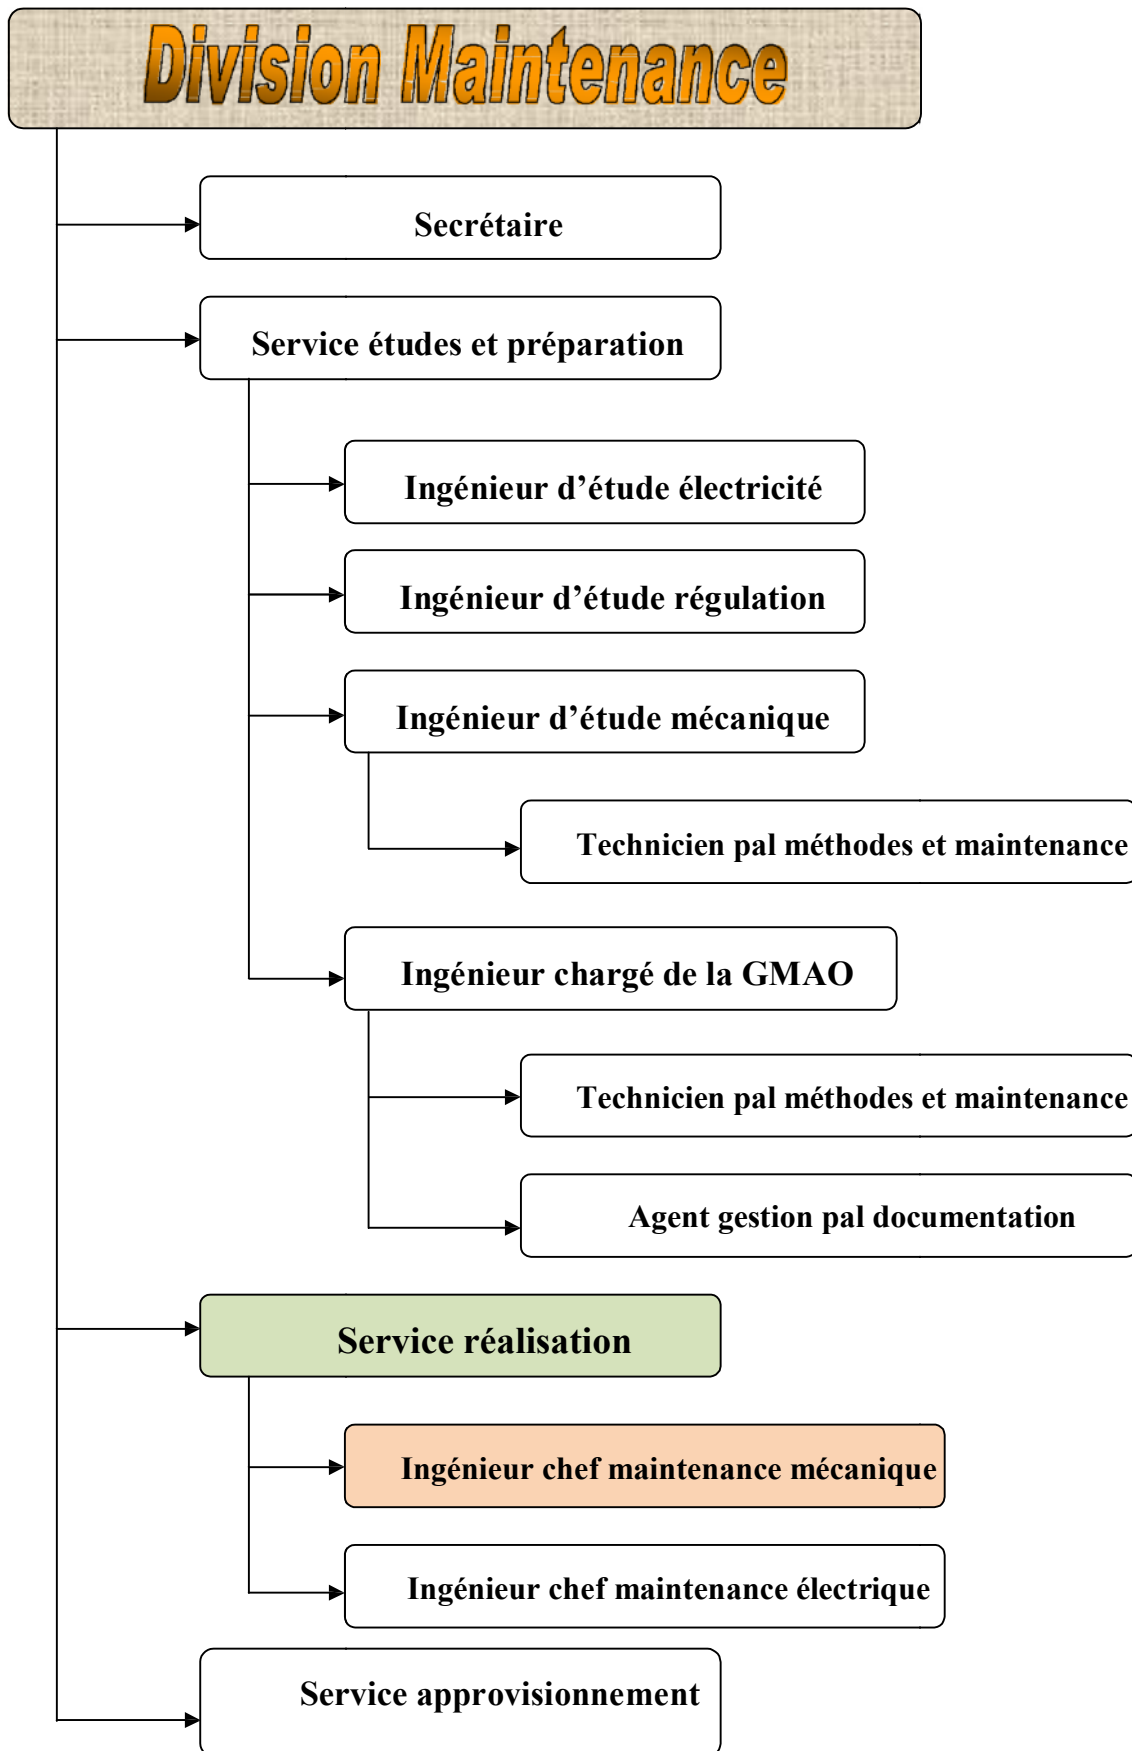 Division Maintenance
Secrétaire
Service études et préparation
Ingénieur d’étude électricité
Ingénieur d’étude régulation
Ingénieur d’étude mécanique
Technicien pal méthodes et maintenance
Ingénieur chargé de la GMAO
Technicien pal méthodes et maintenance
Agent gestion pal documentation
Service réalisation
Ingénieur chef maintenance mécanique
Ingénieur chef maintenance électrique
Service approvisionnement